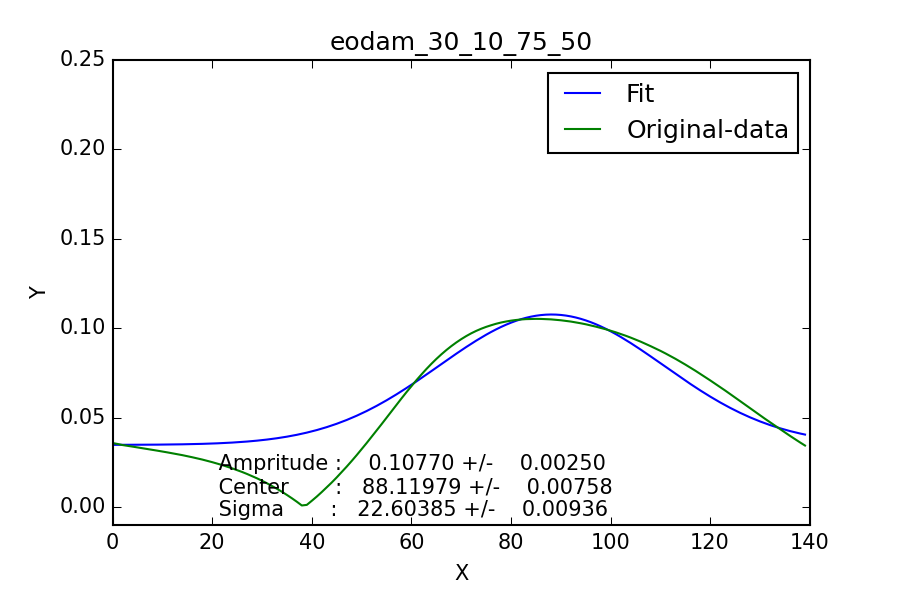 eodam_30_10_75_50
0.25
0.20
0.15
0.10
0.05
0.00
Y
Fit
Original-data
Ampritude : 0.10770 +/- 0.00250
Center : 88.11979 +/- 0.00758
Sigma : 22.60385 +/- 0.00936
0 20 40 60 80 100 120 140
X